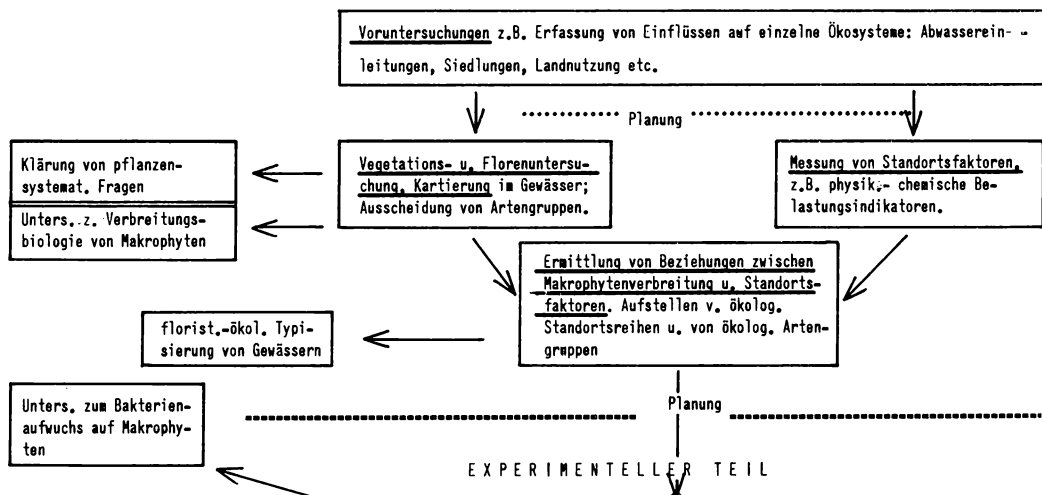 Voruntersuchungen z.B. Erfassung von Einflüssen auf einzelne Ökosysteme: Abwasserein-
leitungen, Siedlungen, Landnutzung etc.
Planung
Klärung von pflanzen-
systemat. Fragen
Unters. z. Verbreitungs-
biologie von Makrophyten
Vegetations- u. Florenuntersu-
chung, Kartierung im Gewässer;
Ausscheidung von Artengruppen.
Messung von Standortsfaktoren,
z.B. physik.- chemische Be-
lastungsindikatoren.
Ermittlung von Beziehungen zwischen
Makrophytenverbreitung u. Standorts-
faktoren. Aufstellen v. ökolog.
Standortsreihen u. von ökolog. Arten-
gruppen
florist.-ökol. Typi-
sierung von Gewässern
Unters. zum Bakterien-
aufwuchs auf Makrophy-
ten
Planung
EXPERIMENTELLER TEIL